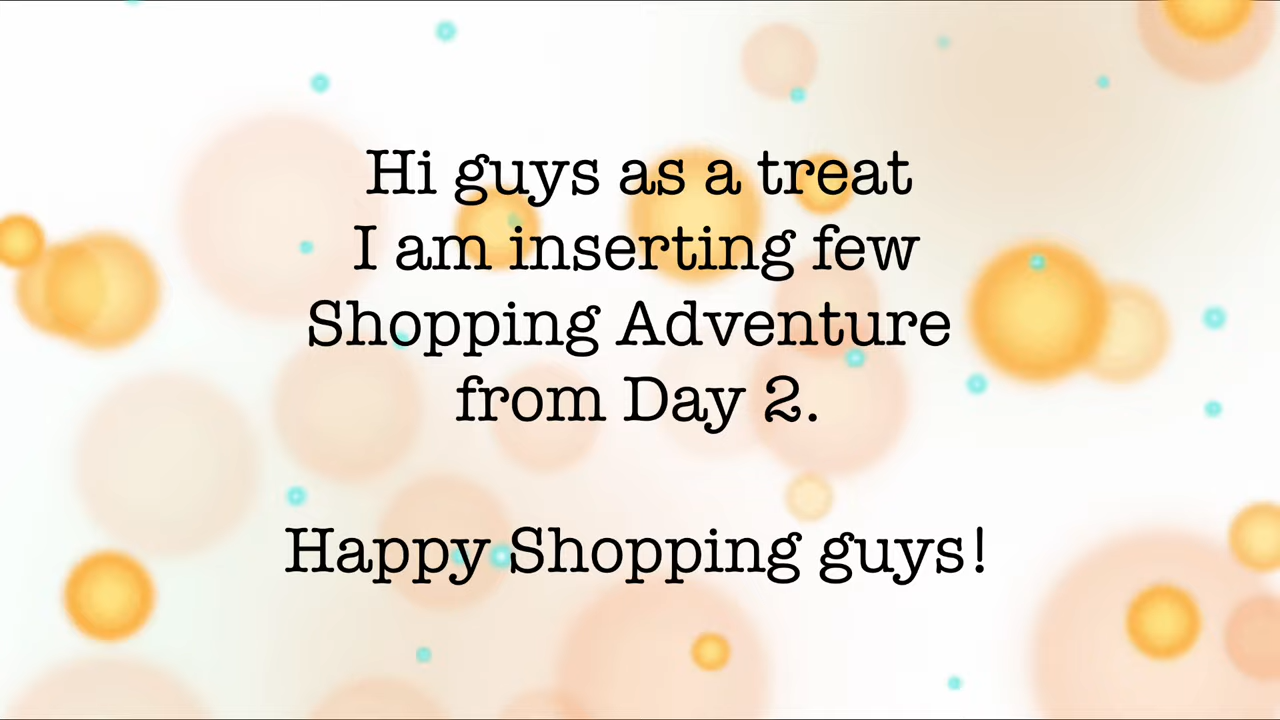 Hi guys as a treat
I am inserting few
Shopping Adventure
from Day 2.
Happy Shopping guys!